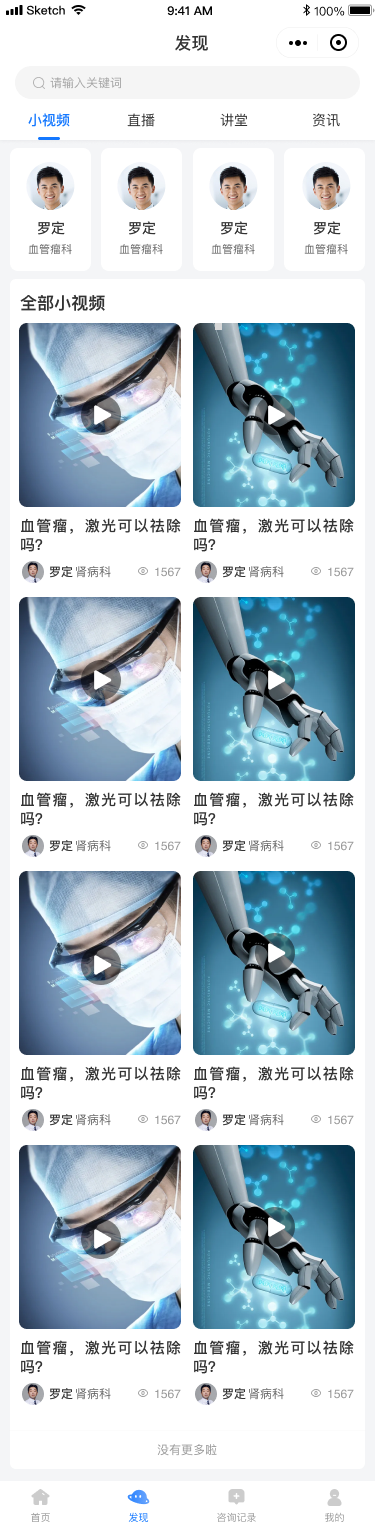 Sketch 9:41 AM 100%
发现
请输入关键词
小视频 直播 讲堂 资讯
罗定 罗定 罗定 罗定
血管瘤科 血管瘤科 血管瘤科 血管瘤科
全部小视频
血管瘤，激光可以祛除 血管瘤，激光可以祛除
吗？ 吗？
罗定 肾病科 1567 罗定 肾病科 1567
血管瘤，激光可以祛除 血管瘤，激光可以祛除
吗？ 吗？
罗定 肾病科 1567 罗定 肾病科 1567
血管瘤，激光可以祛除 血管瘤，激光可以祛除
吗？ 吗？
罗定 肾病科 1567 罗定 肾病科 1567
血管瘤，激光可以祛除 血管瘤，激光可以祛除
吗？ 吗？
罗定 肾病科 1567 罗定 肾病科 1567
没有更多啦
首页 发现 咨询记录 我的